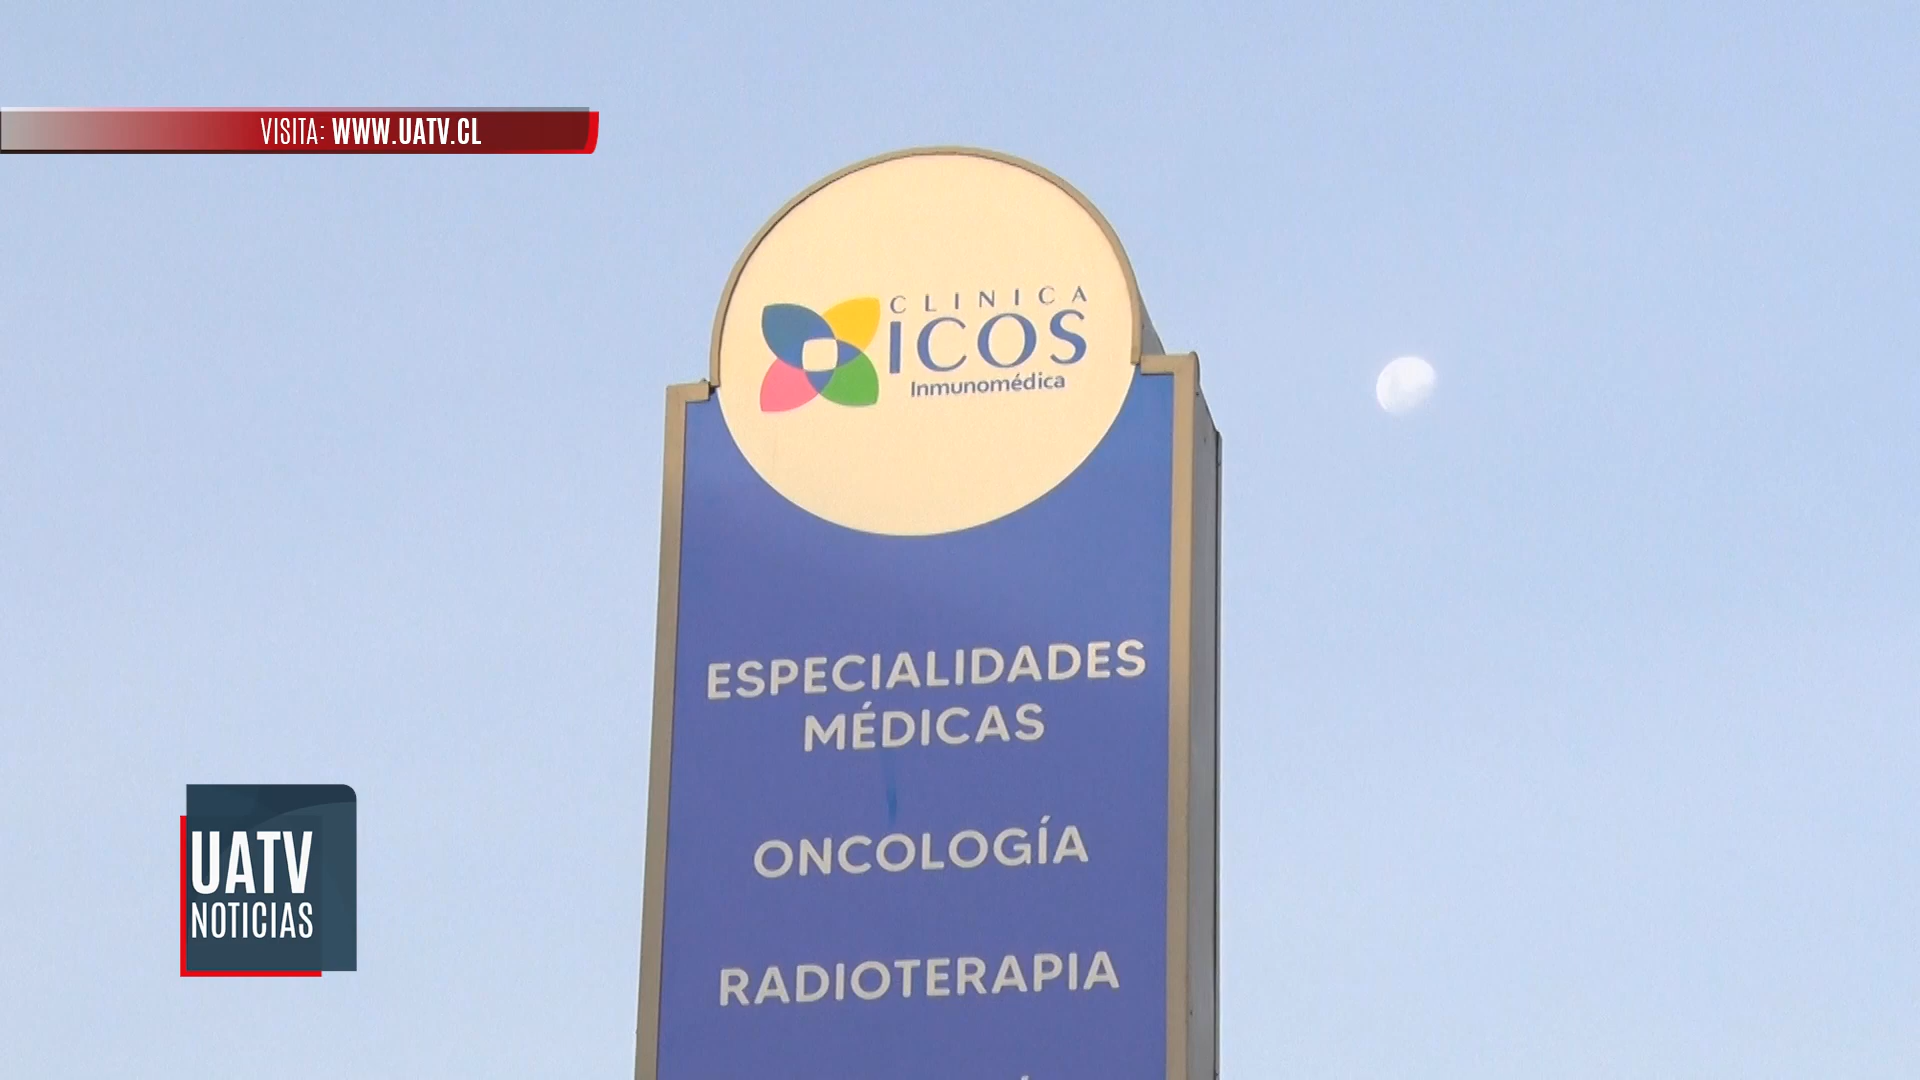 VISITA: WWW.UATV.CL
CLINICA
ICOS
Inmunomédica
ESPECIALIDADES
MÉDICAS
ONCOLOGÍA
RADIOTERAPIA
UATV
NOTICIAS